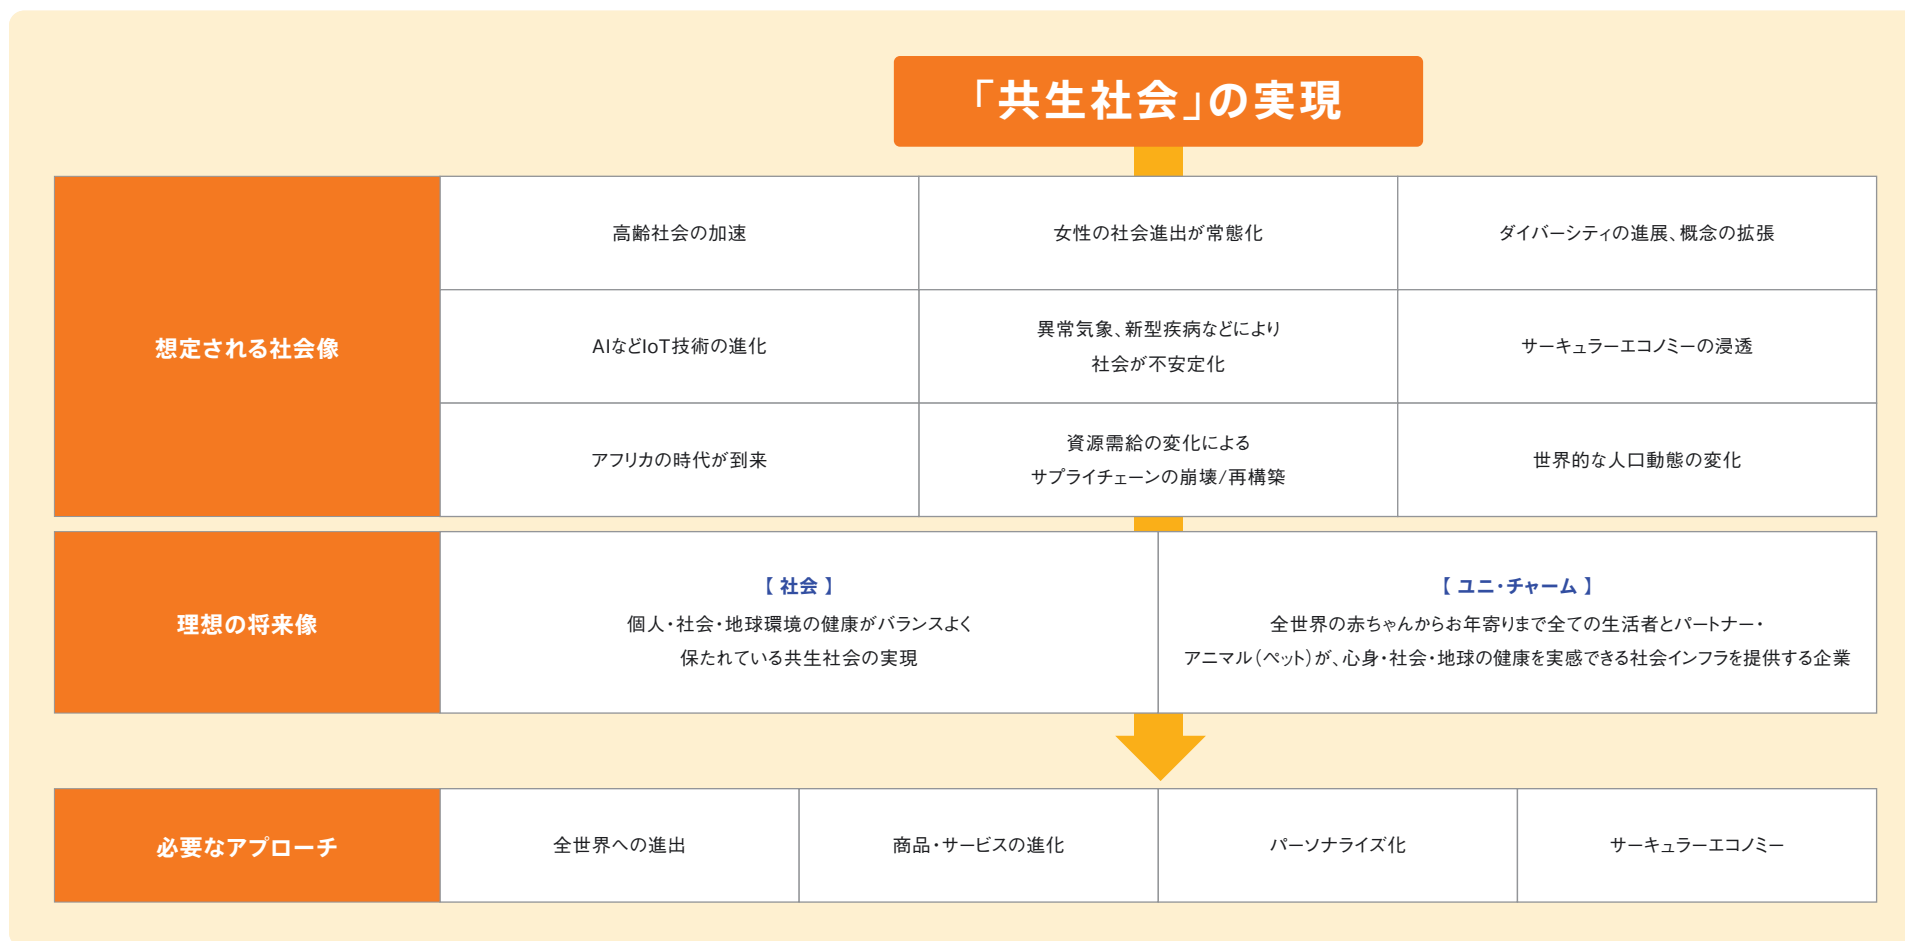 「共生社会」の実現
想定される社会像
高齢社会の加速
女性の社会進出が常態化
ダイバーシティの進展、概念の拡張
AIなどIoT技術の進化
異常気象、新型疾病などにより
社会が不安定化
サーキュラーエコノミーの浸透
アフリカの時代が到来
資源需給の変化による
サプライチェーンの崩壊/再構築
世界的な人口動態の変化
理想の将来像
【 社会 】
個人・社会・地球環境の健康がバランスよく
保たれている共生社会の実現
【 ユニ・チャーム 】
全世界の赤ちゃんからお年寄りまで全ての生活者とパートナー・
アニマル(ペット)が、心身・社会・地球の健康を実感できる社会インフラを提供する企業
必要なアプローチ
全世界への進出
商品・サービスの進化
パーソナライズ化
サーキュラーエコノミー